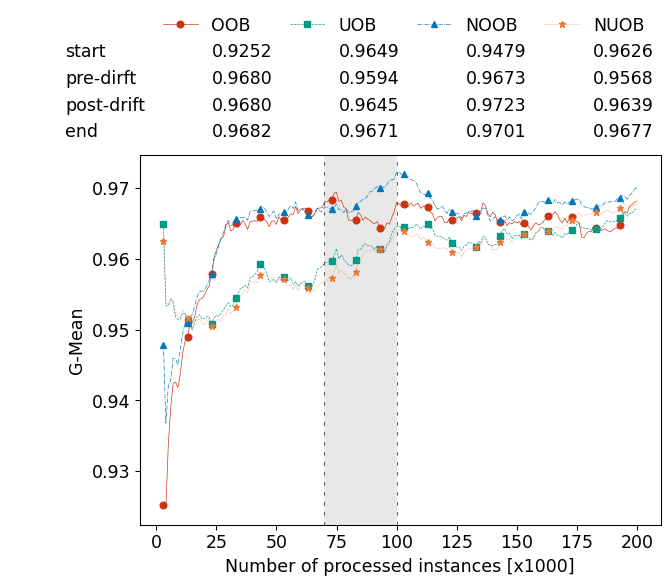 OOB UOB NOOB NUOB
start 0.9252 0.9649 0.9479 0.9626
pre-dirft 0.9680 0.9594 0.9673 0.9568
post-drift 0.9680 0.9645 0.9723 0.9639
end 0.9682 0.9671 0.9701 0.9677
0.97
0.96
0.95
0.94
0.93
G-Mean
0 25 50 75 100 125 150 175 200
Number of processed instances [x1000]